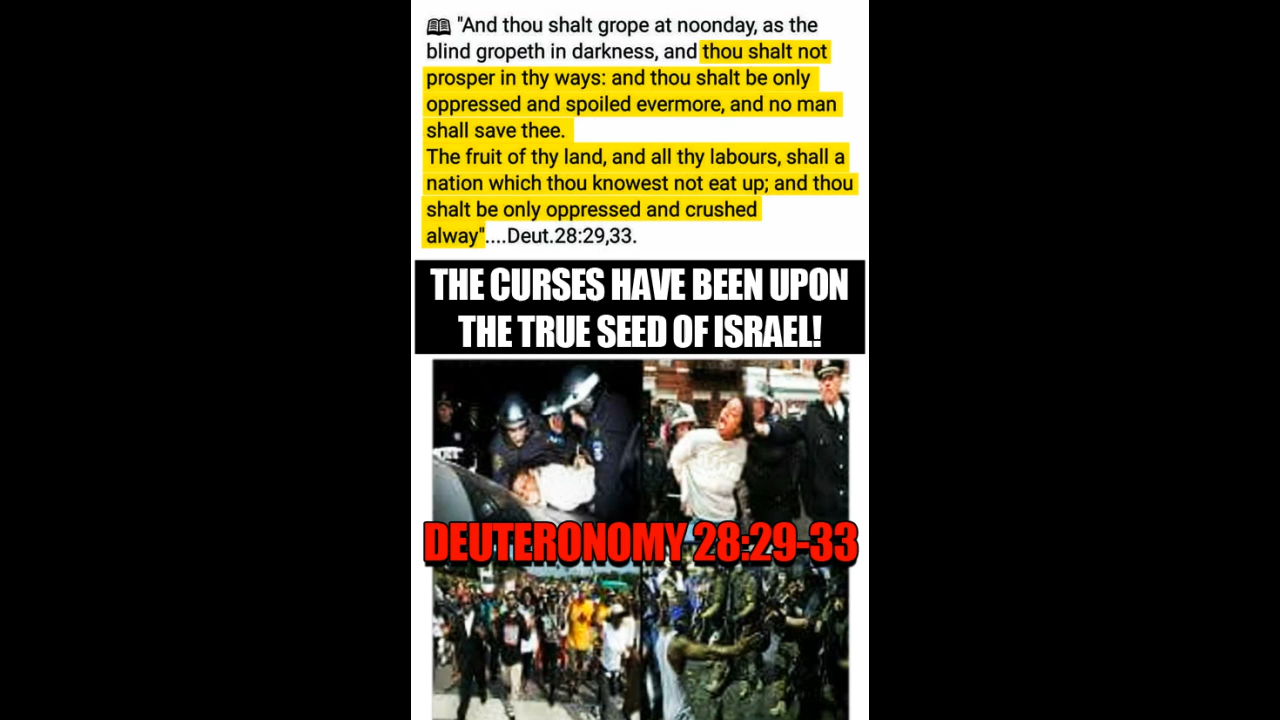 📖 "And thou shalt grope at noonday, as the
blind gropeth in darkness, and thou shalt not
prosper in thy ways: and thou shalt be only
oppressed and spoiled evermore, and no man
shall save thee.
The fruit of thy land, and all thy labours, shall a
nation which thou knowest not eat up; and thou
shalt be only oppressed and crushed
alway"....Deut.28:29,33.
THE CURSES HAVE BEEN UPON
THE TRUE SEED OF ISRAEL!
DEUTERONOMY 28:29-33